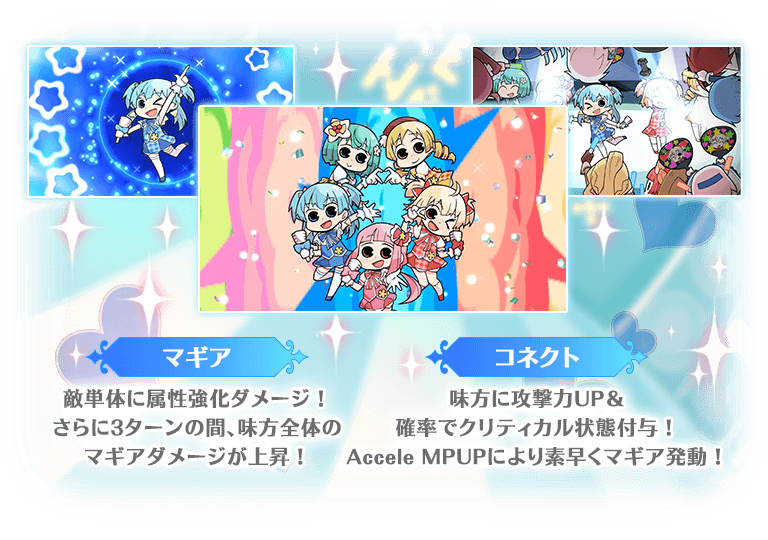 マギア
敵単体に属性強化ダメージ！
さらに3ターンの間、味方全体の
マギアダメージが上昇！
コネクト
味方に攻撃力UP＆
確率でクリティカル状態付与！
Accele MPUPにより素早くマギア発動！